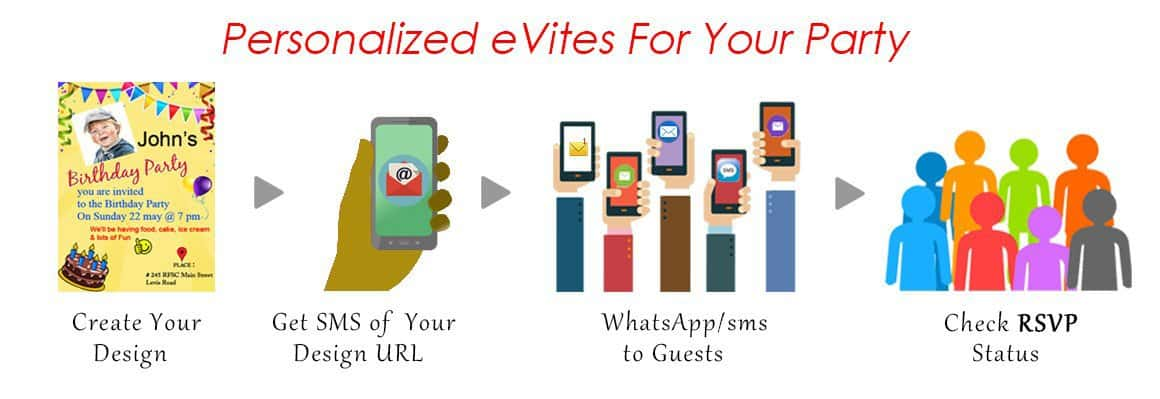 Personalized eVites For Your Party
John's
Birthday Party
you are invited
to the Birthday Party
On Sunday 22 may @ 7 pm
We'll be having food, cake, ice cream
& lots of Fun
PLACE :
# 245 RFSC Main Street
Levis Road
@
1
SMS
Create Your
Design
Get SMS of Your
Design URL
WhatsApp/sms
to Guests
Check RSVP
Status